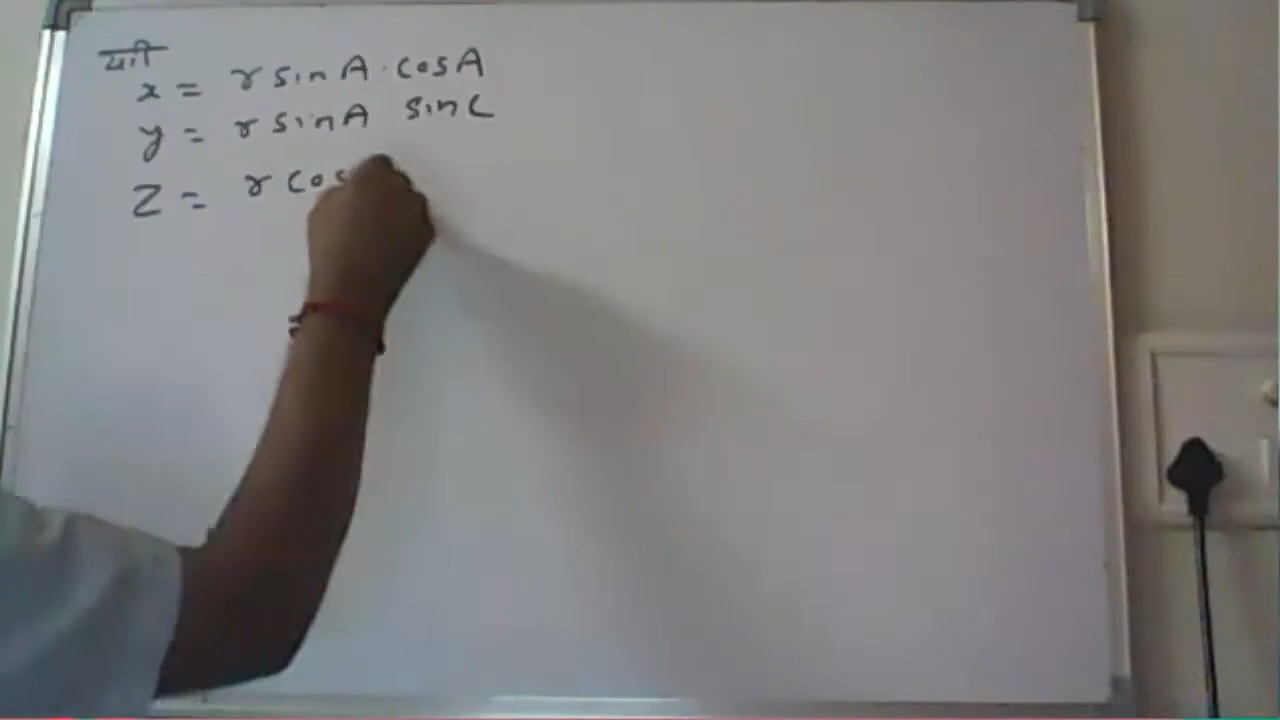 यदि
x = r sin A · cos A
y = r sin A sin C
Z = r cos